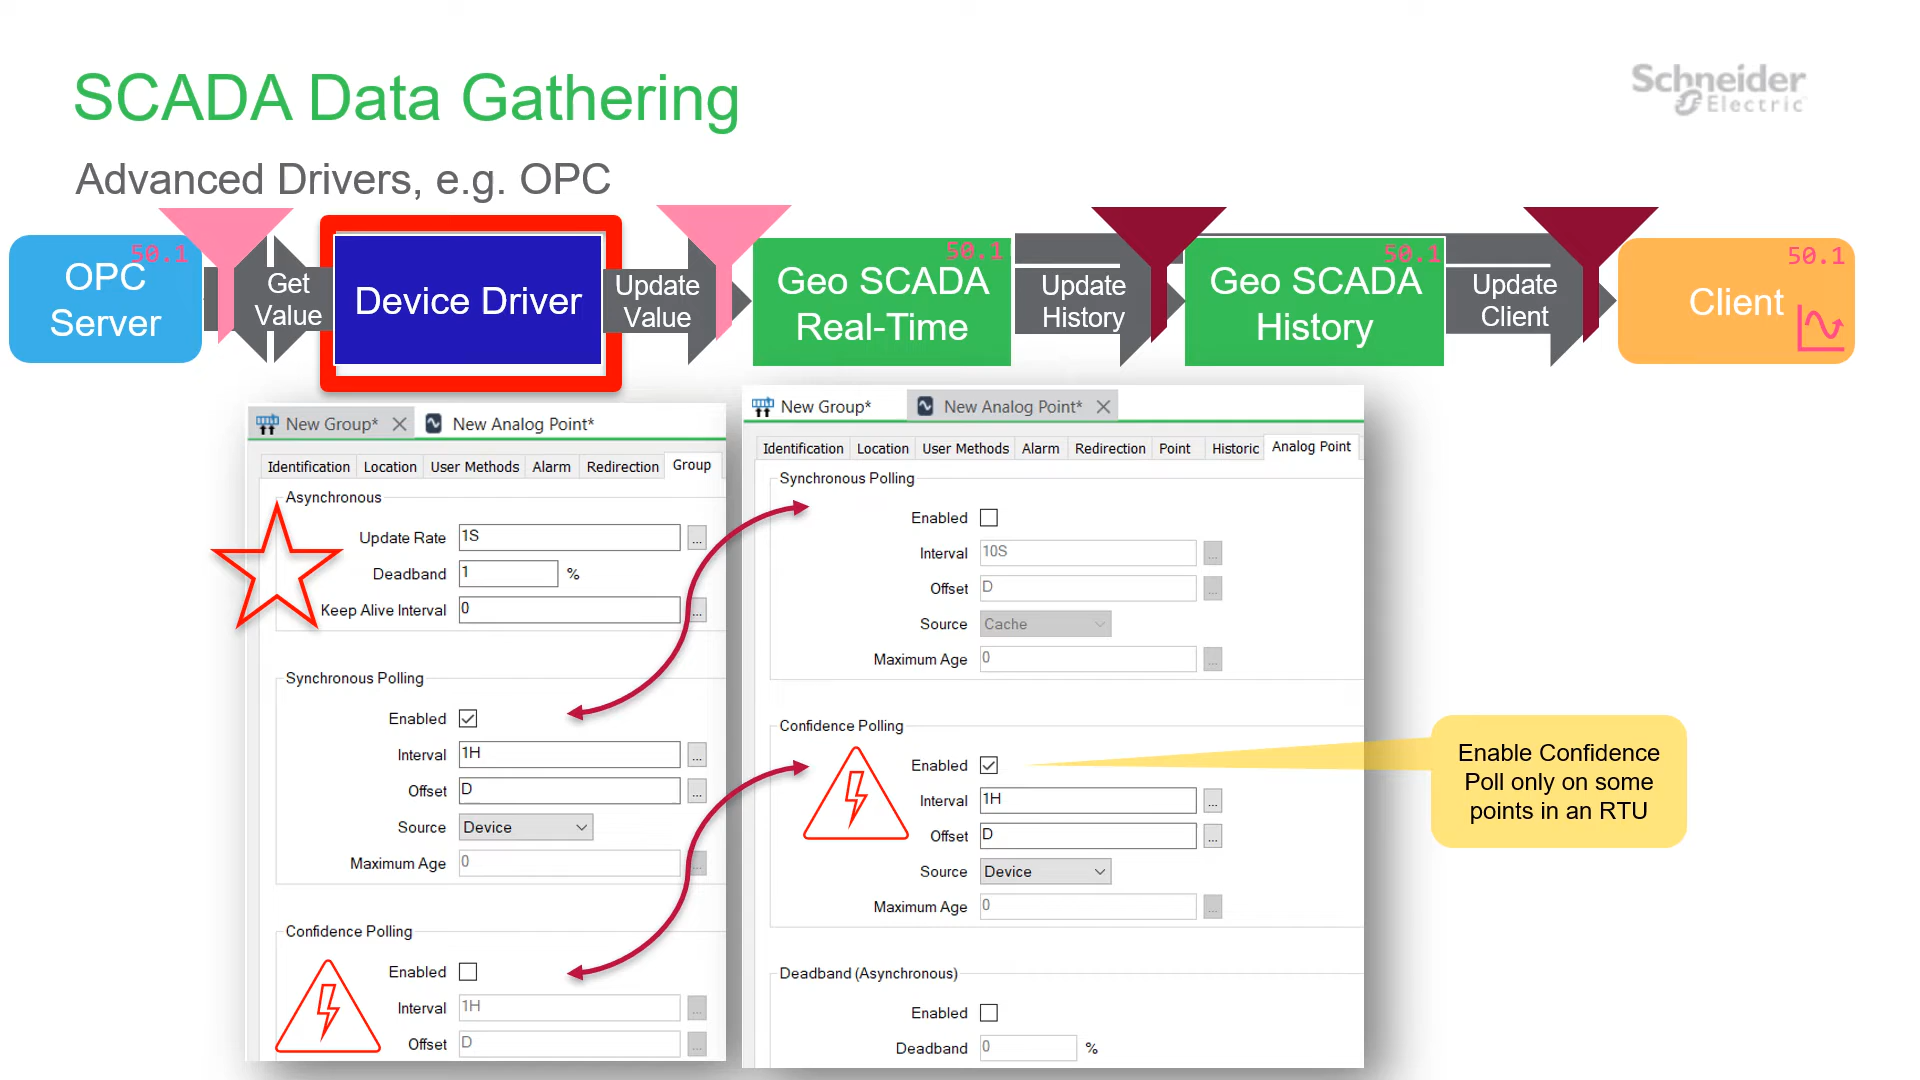 SCADA Data Gathering
Schneider
Electric
Advanced Drivers, e.g. OPC
50.1
OPC
Server
Get
Value
Device Driver
Update
Value
50.1
Geo SCADA
Real-Time
Update
History
50.1
Geo SCADA
History
Update
Client
50.1
Client
New Group*
New Analog Point*
Identification Location User Methods Alarm Redirection Group
Asynchronous
Update Rate 1S ...
Deadband 1 %
Keep Alive Interval 0 ...
Synchronous Polling
Enabled
Interval 1H ...
Offset D ...
Source Device
Maximum Age 0 ...
Confidence Polling
Enabled
Interval 1H ...
Offset D ...
New Group*
New Analog Point*
Identification Location User Methods Alarm Redirection Point Historic Analog Point
Synchronous Polling
Enabled
Interval 10S ...
Offset D ...
Source Cache
Maximum Age 0 ...
Confidence Polling
Enabled
Interval 1H ...
Offset D ...
Source Device
Maximum Age 0 ...
Deadband (Asynchronous)
Enabled
Deadband 0 %
Enable Confidence
Poll only on some
points in an RTU